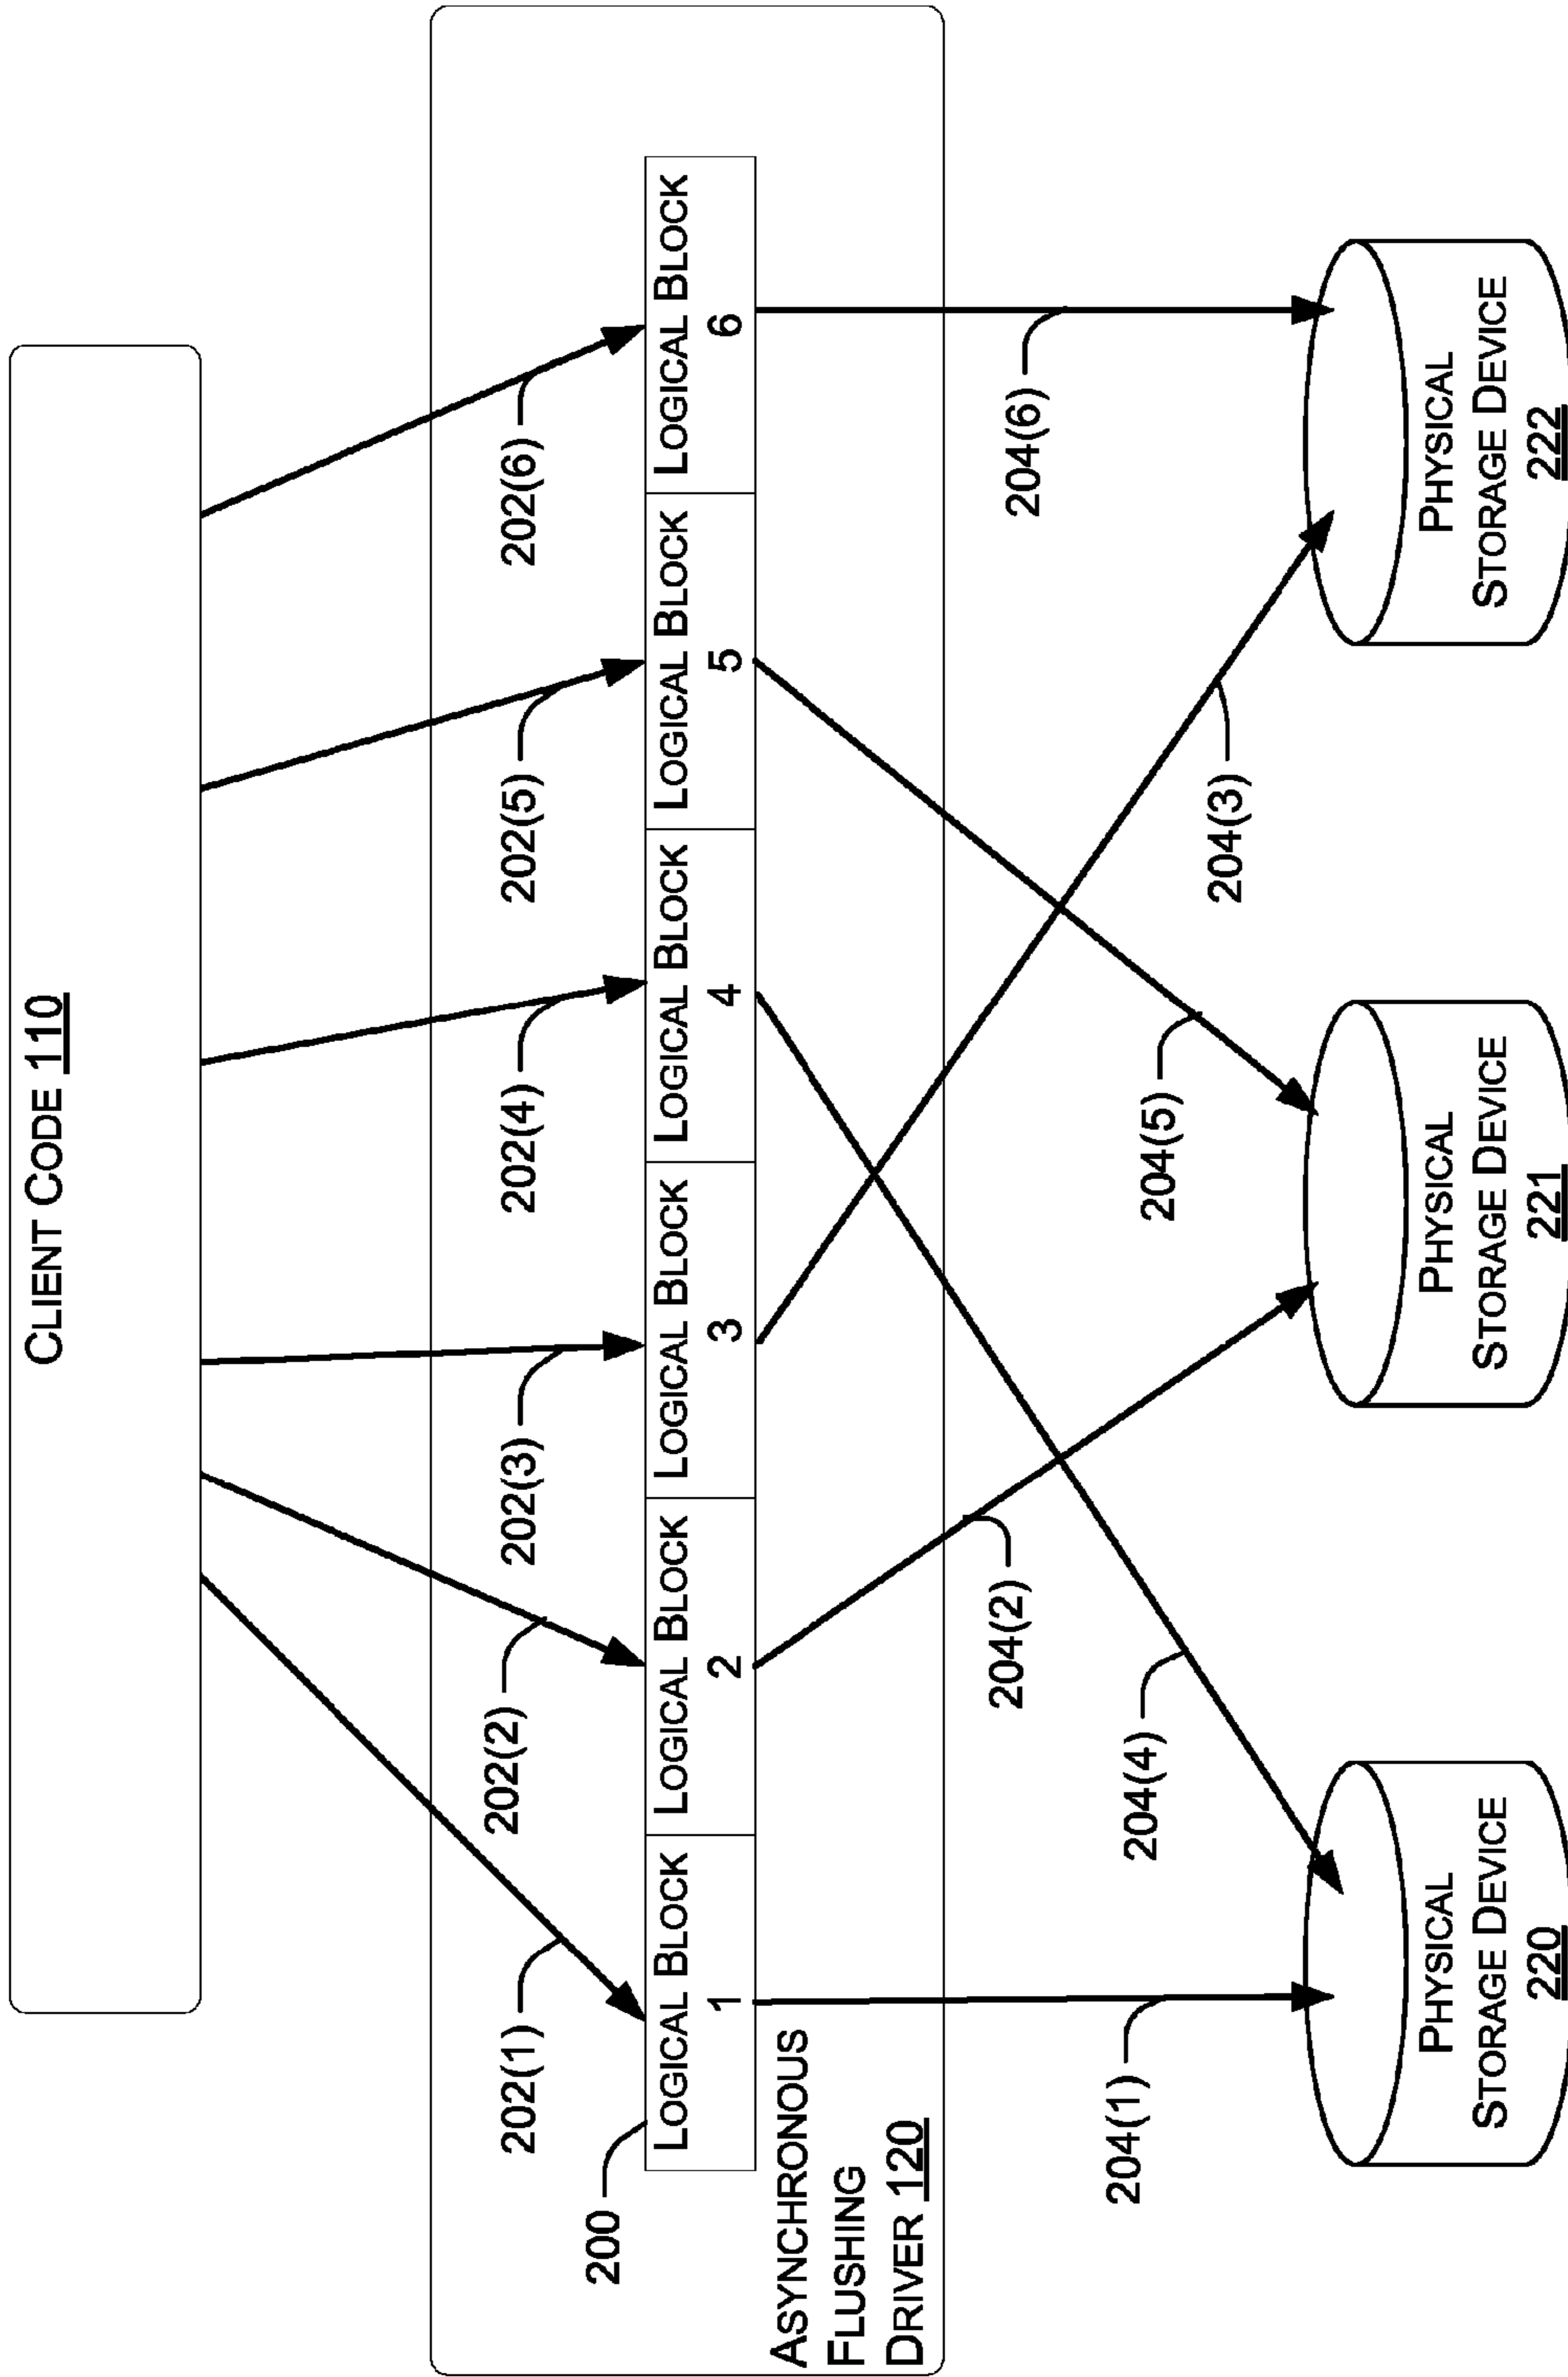 CLIENT CODE 110
202(1)
202(2)
202(3)
202(4)
202(5)
202(6)
200
LOGICAL BLOCK
1
LOGICAL BLOCK
2
LOGICAL BLOCK
3
LOGICAL BLOCK
4
LOGICAL BLOCK
5
LOGICAL BLOCK
6
ASYNCHRONOUS
FLUSHING
DRIVER 120
204(1)
204(4)
204(2)
204(5)
204(3)
204(6)
PHYSICAL
STORAGE DEVICE
220
PHYSICAL
STORAGE DEVICE
221
PHYSICAL
STORAGE DEVICE
222